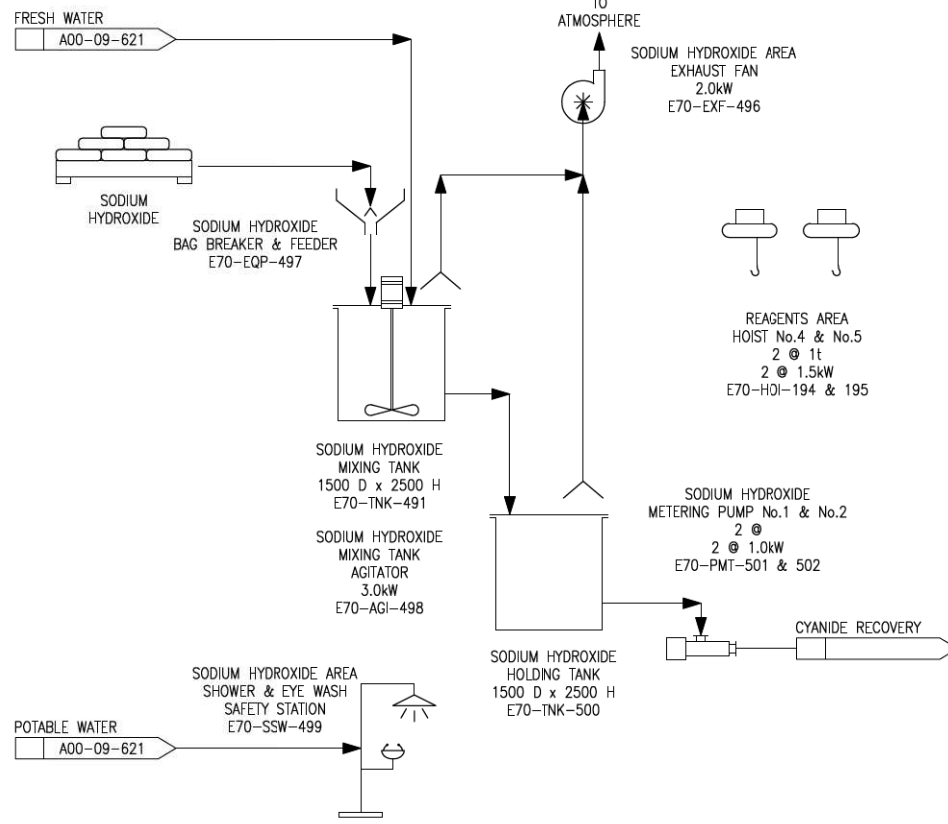 FRESH WATER
A00-09-621
TO
ATMOSPHERE
SODIUM HYDROXIDE AREA
EXHAUST FAN
2.0kW
E70-EXF-496
SODIUM
HYDROXIDE
SODIUM HYDROXIDE
BAG BREAKER & FEEDER
E70-EQP-497
REAGENTS AREA
HOIST No.4 & No.5
2 @ 1t
2 @ 1.5kW
E70-HOI-194 & 195
SODIUM HYDROXIDE
MIXING TANK
1500 D x 2500 H
E70-TNK-491
SODIUM HYDROXIDE
MIXING TANK
AGITATOR
3.0kW
E70-AGI-498
SODIUM HYDROXIDE
METERING PUMP No.1 & No.2
2 @
2 @ 1.0kW
E70-PMT-501 & 502
CYANIDE RECOVERY
SODIUM HYDROXIDE
HOLDING TANK
1500 D x 2500 H
E70-TNK-500
SODIUM HYDROXIDE AREA
SHOWER & EYE WASH
SAFETY STATION
E70-SSW-499
POTABLE WATER
A00-09-621